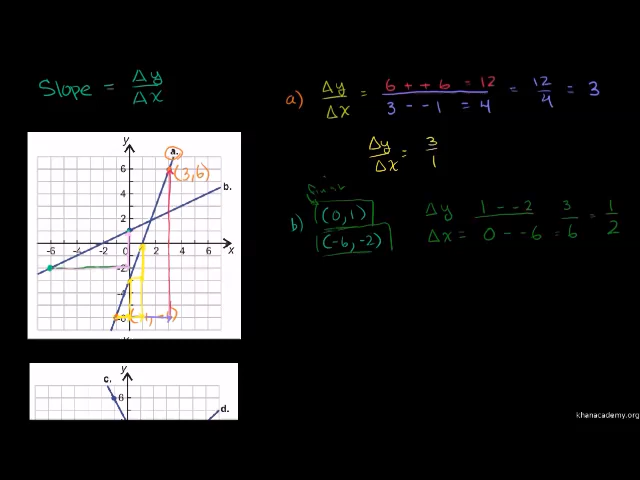 Slope = Δy/Δx
a) Δy/Δx = 6 + + 6 = 12 / 3 - - 1 = 4 = 12/4 = 3
Δy/Δx = 3/1
b) (0,1)
(-6, -2)
Δy 1 - - 2 3 1
Δx = 0 - - 6 = 6 = 2
y
a.
(3,6)
b.
6
4
2
-6 -4 -2 2 4 6 x
-2
-4
-6
y
c.
6
d.
khanacademy.org